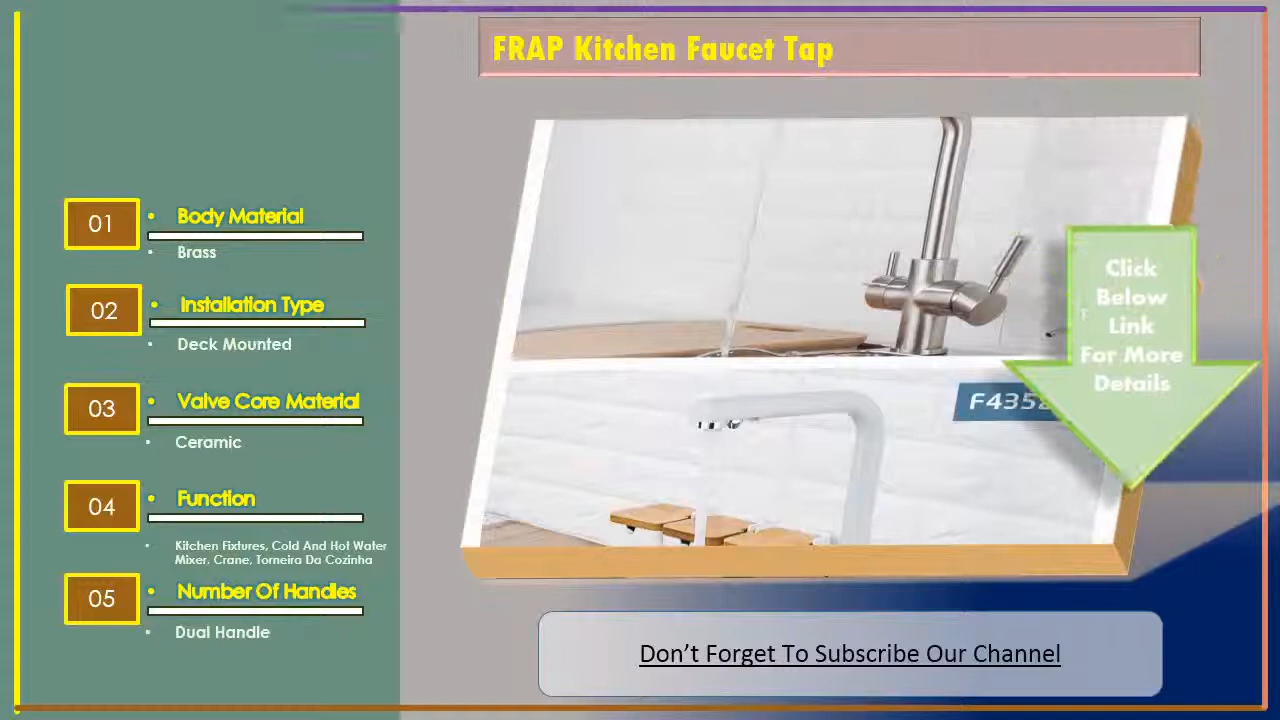 FRAP Kitchen Faucet Tap
01
• Body Material
• Brass
02
• Installation Type
• Deck Mounted
03
• Valve Core Material
• Ceramic
04
• Function
• Kitchen Fixtures, Cold And Hot Water
Mixer, Crane, Torneira Da Cozinha
05
• Number Of Handles
• Dual Handle
Click
Below
Link
For More
Details
Don’t Forget To Subscribe Our Channel